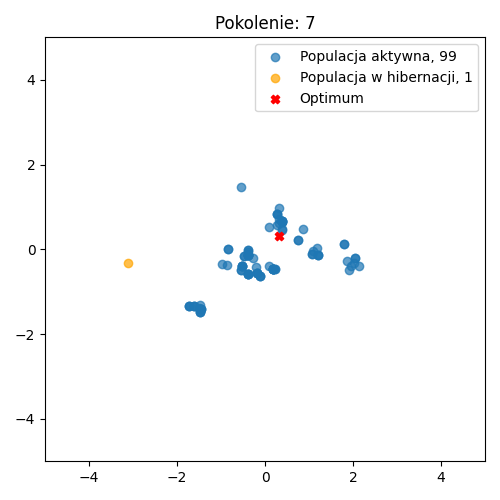 Pokolenie: 7
Populacja aktywna, 99
Populacja w hibernacji, 1
Optimum
4
2
0
−2
−4
−4
−2
0
2
4